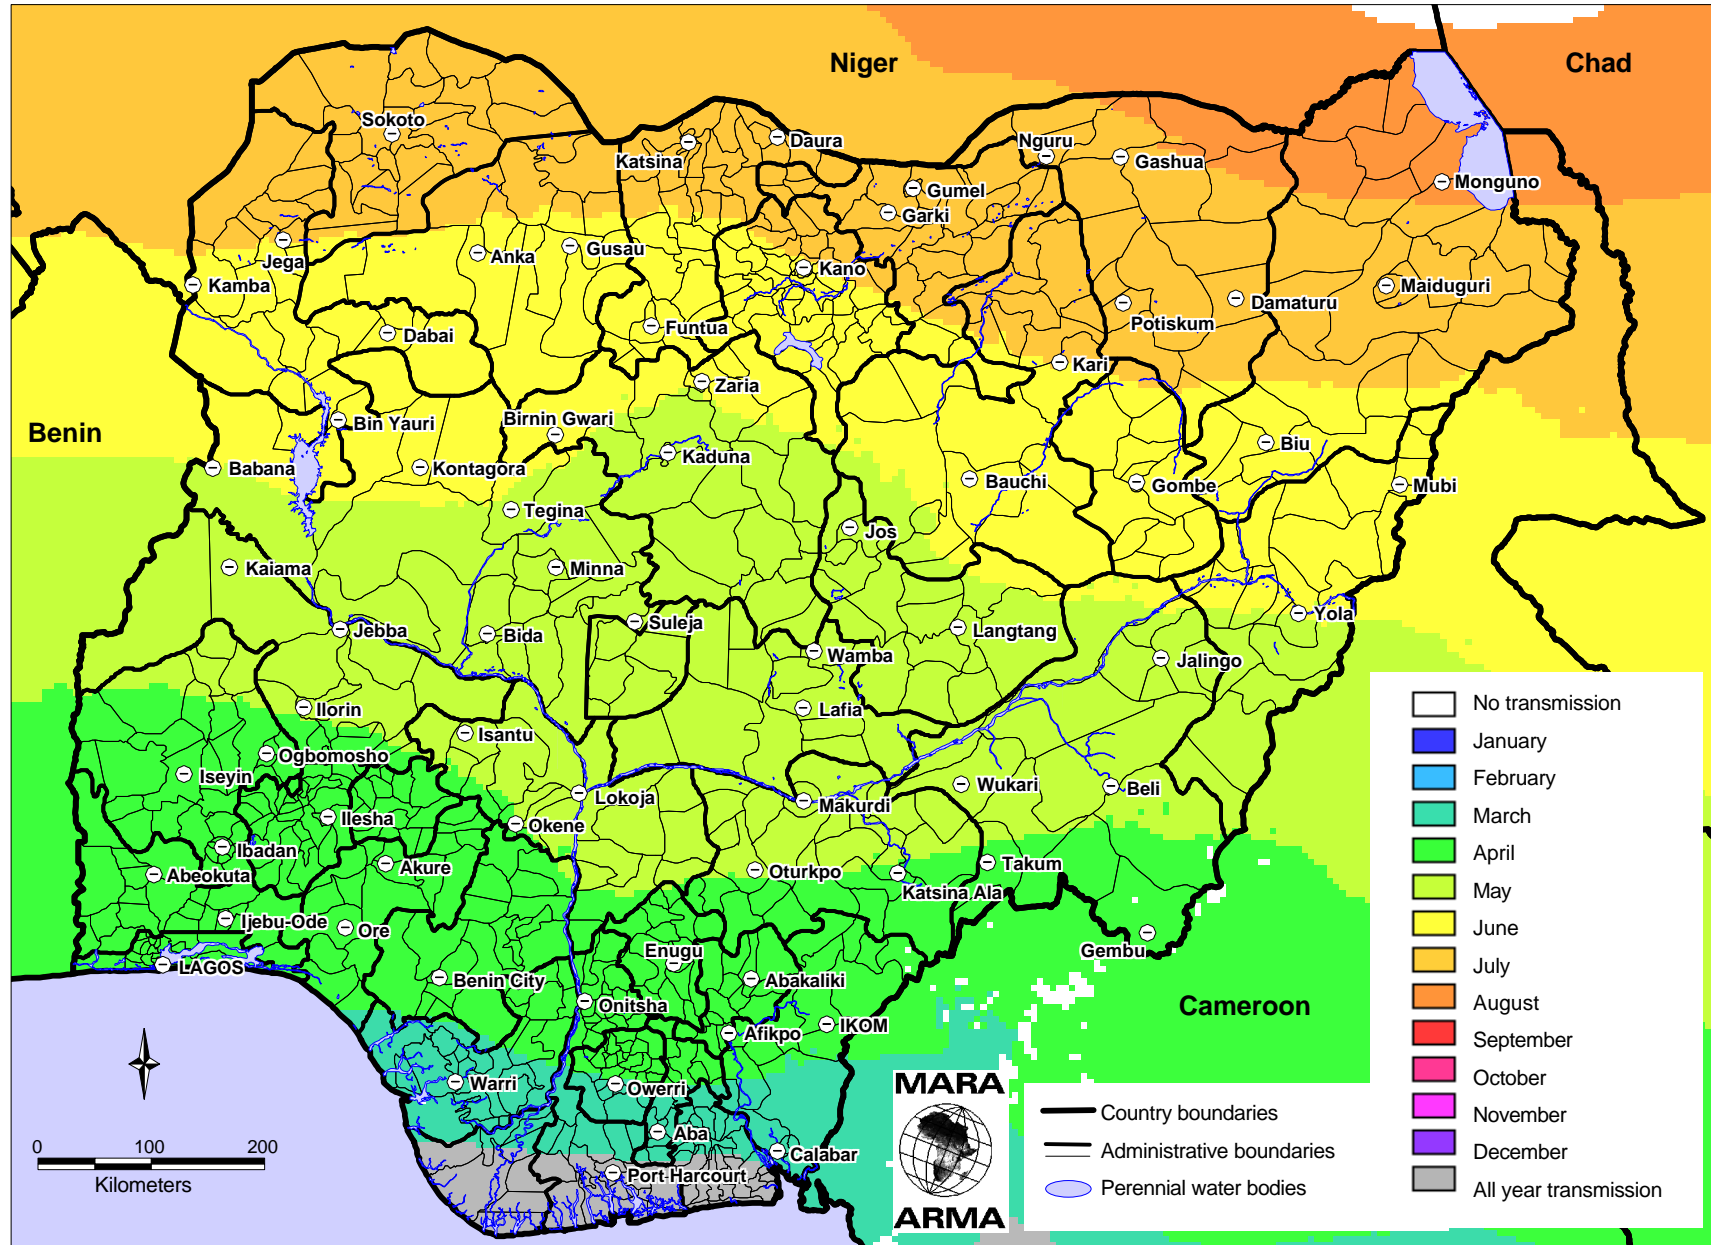 Niger
Chad
Sokoto
Katsina
Daura
Nguru
Gashua
Gumel
Monguno
Garki
Jega
Anka
Gusau
Kano
Kamba
Maiduguri
Damaturu
Potiskum
Dabai
Funtua
Kari
Zaria
Benin
Bin Yauri
Birnin Gwari
Biu
Babana
Kontagora
Kaduna
Bauchi
Gombe
Mubi
Tegina
Jos
Kaiama
Minna
Jebba
Bida
Suleja
Langtang
Yola
Wamba
Jalingo
Ilorin
Isantu
Lafia
Ogbomosho
Iseyin
Lokoja
Makurdi
Wukari
Beli
Ilesha
Okene
Ibadan
Abeokuta
Akure
Oturkpo
Katsina Ala
Takum
Ijebu-Ode
Ore
Gembu
LAGOS
Enugu
Benin City
Abakaliki
Onitsha
Cameroon
Afikpo
IKOM
Warri
Owerri
Aba
Calabar
Port-Harcourt
0 100 200
Kilometers
MARA
ARMA
Country boundaries
Administrative boundaries
Perennial water bodies
No transmission
January
February
March
April
May
June
July
August
September
October
November
December
All year transmission